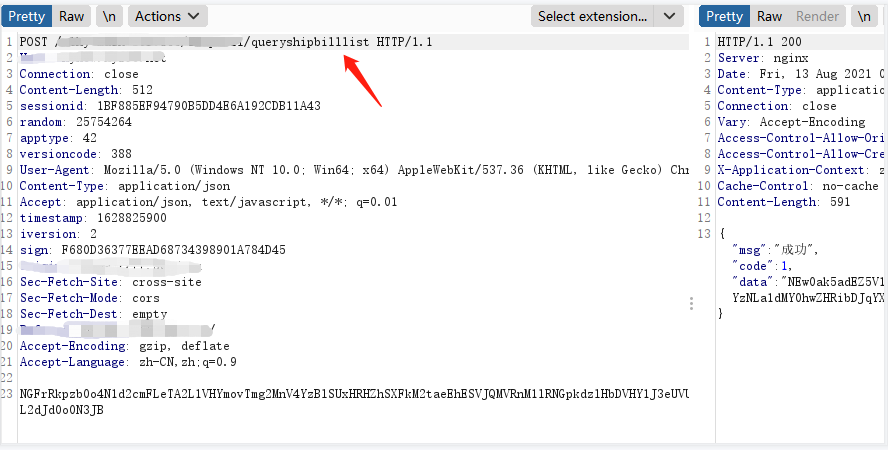 Pretty Raw \n Actions Select extension... Pretty Raw Render \n
1 POST / /queryshipbilllist HTTP/1.1
2
3 Connection: close
4 Content-Length: 512
5 sessionid: 1BF885EF94790B5DD4E6A192CDB11A43
6 random: 25754264
7 apptype: 42
8 versioncode: 388
9 User-Agent: Mozilla/5.0 (Windows NT 10.0; Win64; x64) AppleWebKit/537.36 (KHTML, like Gecko) Chr
10 Content-Type: application/json
11 Accept: application/json, text/javascript, */*; q=0.01
12 timestamp: 1628825900
13 iversion: 2
14 sign: F680D36377EEAD68734398901A784D45
15
16 Sec-Fetch-Site: cross-site
17 Sec-Fetch-Mode: cors
18 Sec-Fetch-Dest: empty
19 /
20 Accept-Encoding: gzip, deflate
21 Accept-Language: zh-CN,zh;q=0.9
22
23
L2dJd0o0N3JB
1 HTTP/1.1 200
2 Server: nginx
3 Date: Fri, 13 Aug 2021 0
4 Content-Type: applicatio
5 Connection: close
6 Vary: Accept-Encoding
7 Access-Control-Allow-Ori
8 Access-Control-Allow-Cre
9 X-Application-Context: z
10 Cache-Control: no-cache
11 Content-Length: 591
12
13 {
"msg":"成功",
"code":1,
"data":"NEw0ak5adEZ5V1
YzNLa1dMY0hwZHRibDJqYX
}